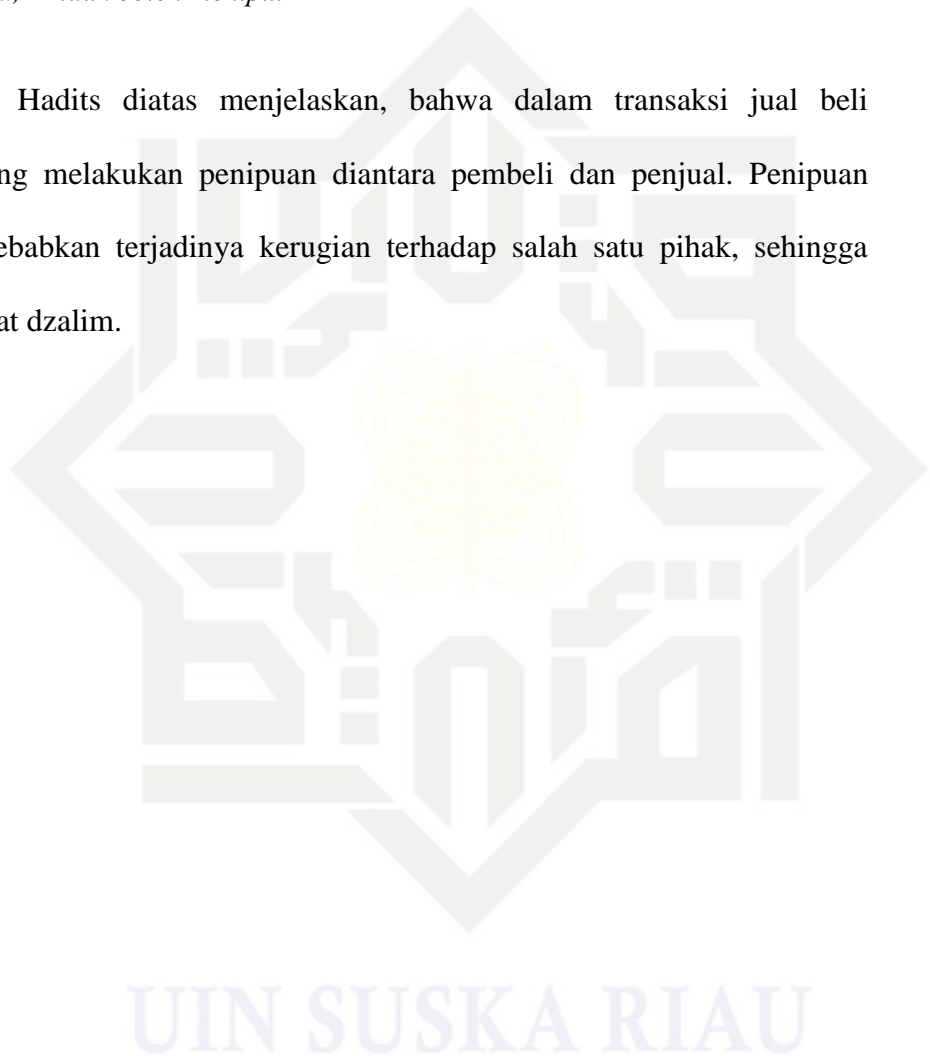 Hadits diatas menjelaskan, bahwa dalam transaksi jual beli
ng melakukan penipuan diantara pembeli dan penjual. Penipuan
ebabkan terjadinya kerugian terhadap salah satu pihak, sehingga
at dzalim.
UIN SUSKA RIAU